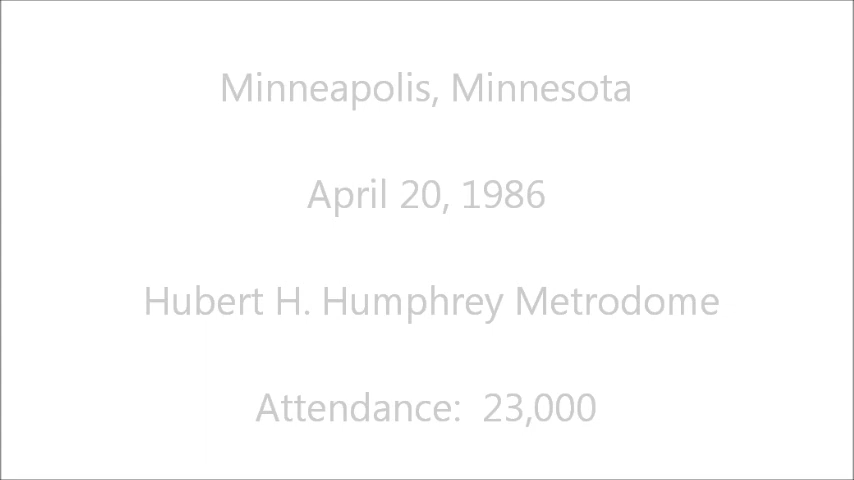 Minneapolis, Minnesota
April 20, 1986
Hubert H. Humphrey Metrodome
Attendance:  23,000